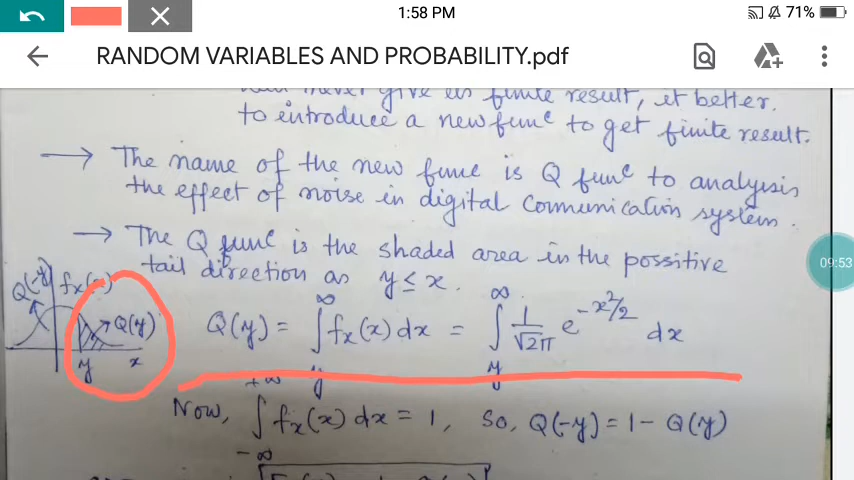 1:58 PM
71%
RANDOM VARIABLES AND PROBABILITY.pdf
never give us finite result, it better.
to introduce a new funᶜ to get finite result.
→ The name of the new func is Q funᶜ to analysis
the effect of noise in digital communication system.
→ The Q funᶜ is the shaded area in the possitive
tail direction as y ≤ x.
Q(-y) fx(x)
Q(y)
y x
Q(y) = ∫_y^∞ fx(x) dx = ∫_y^∞ 1/√2π e^{-x²/2} dx
09:53
Now, ∫_{-∞}^{+∞} fx(x) dx = 1, So, Q(-y) = 1 - Q(y)